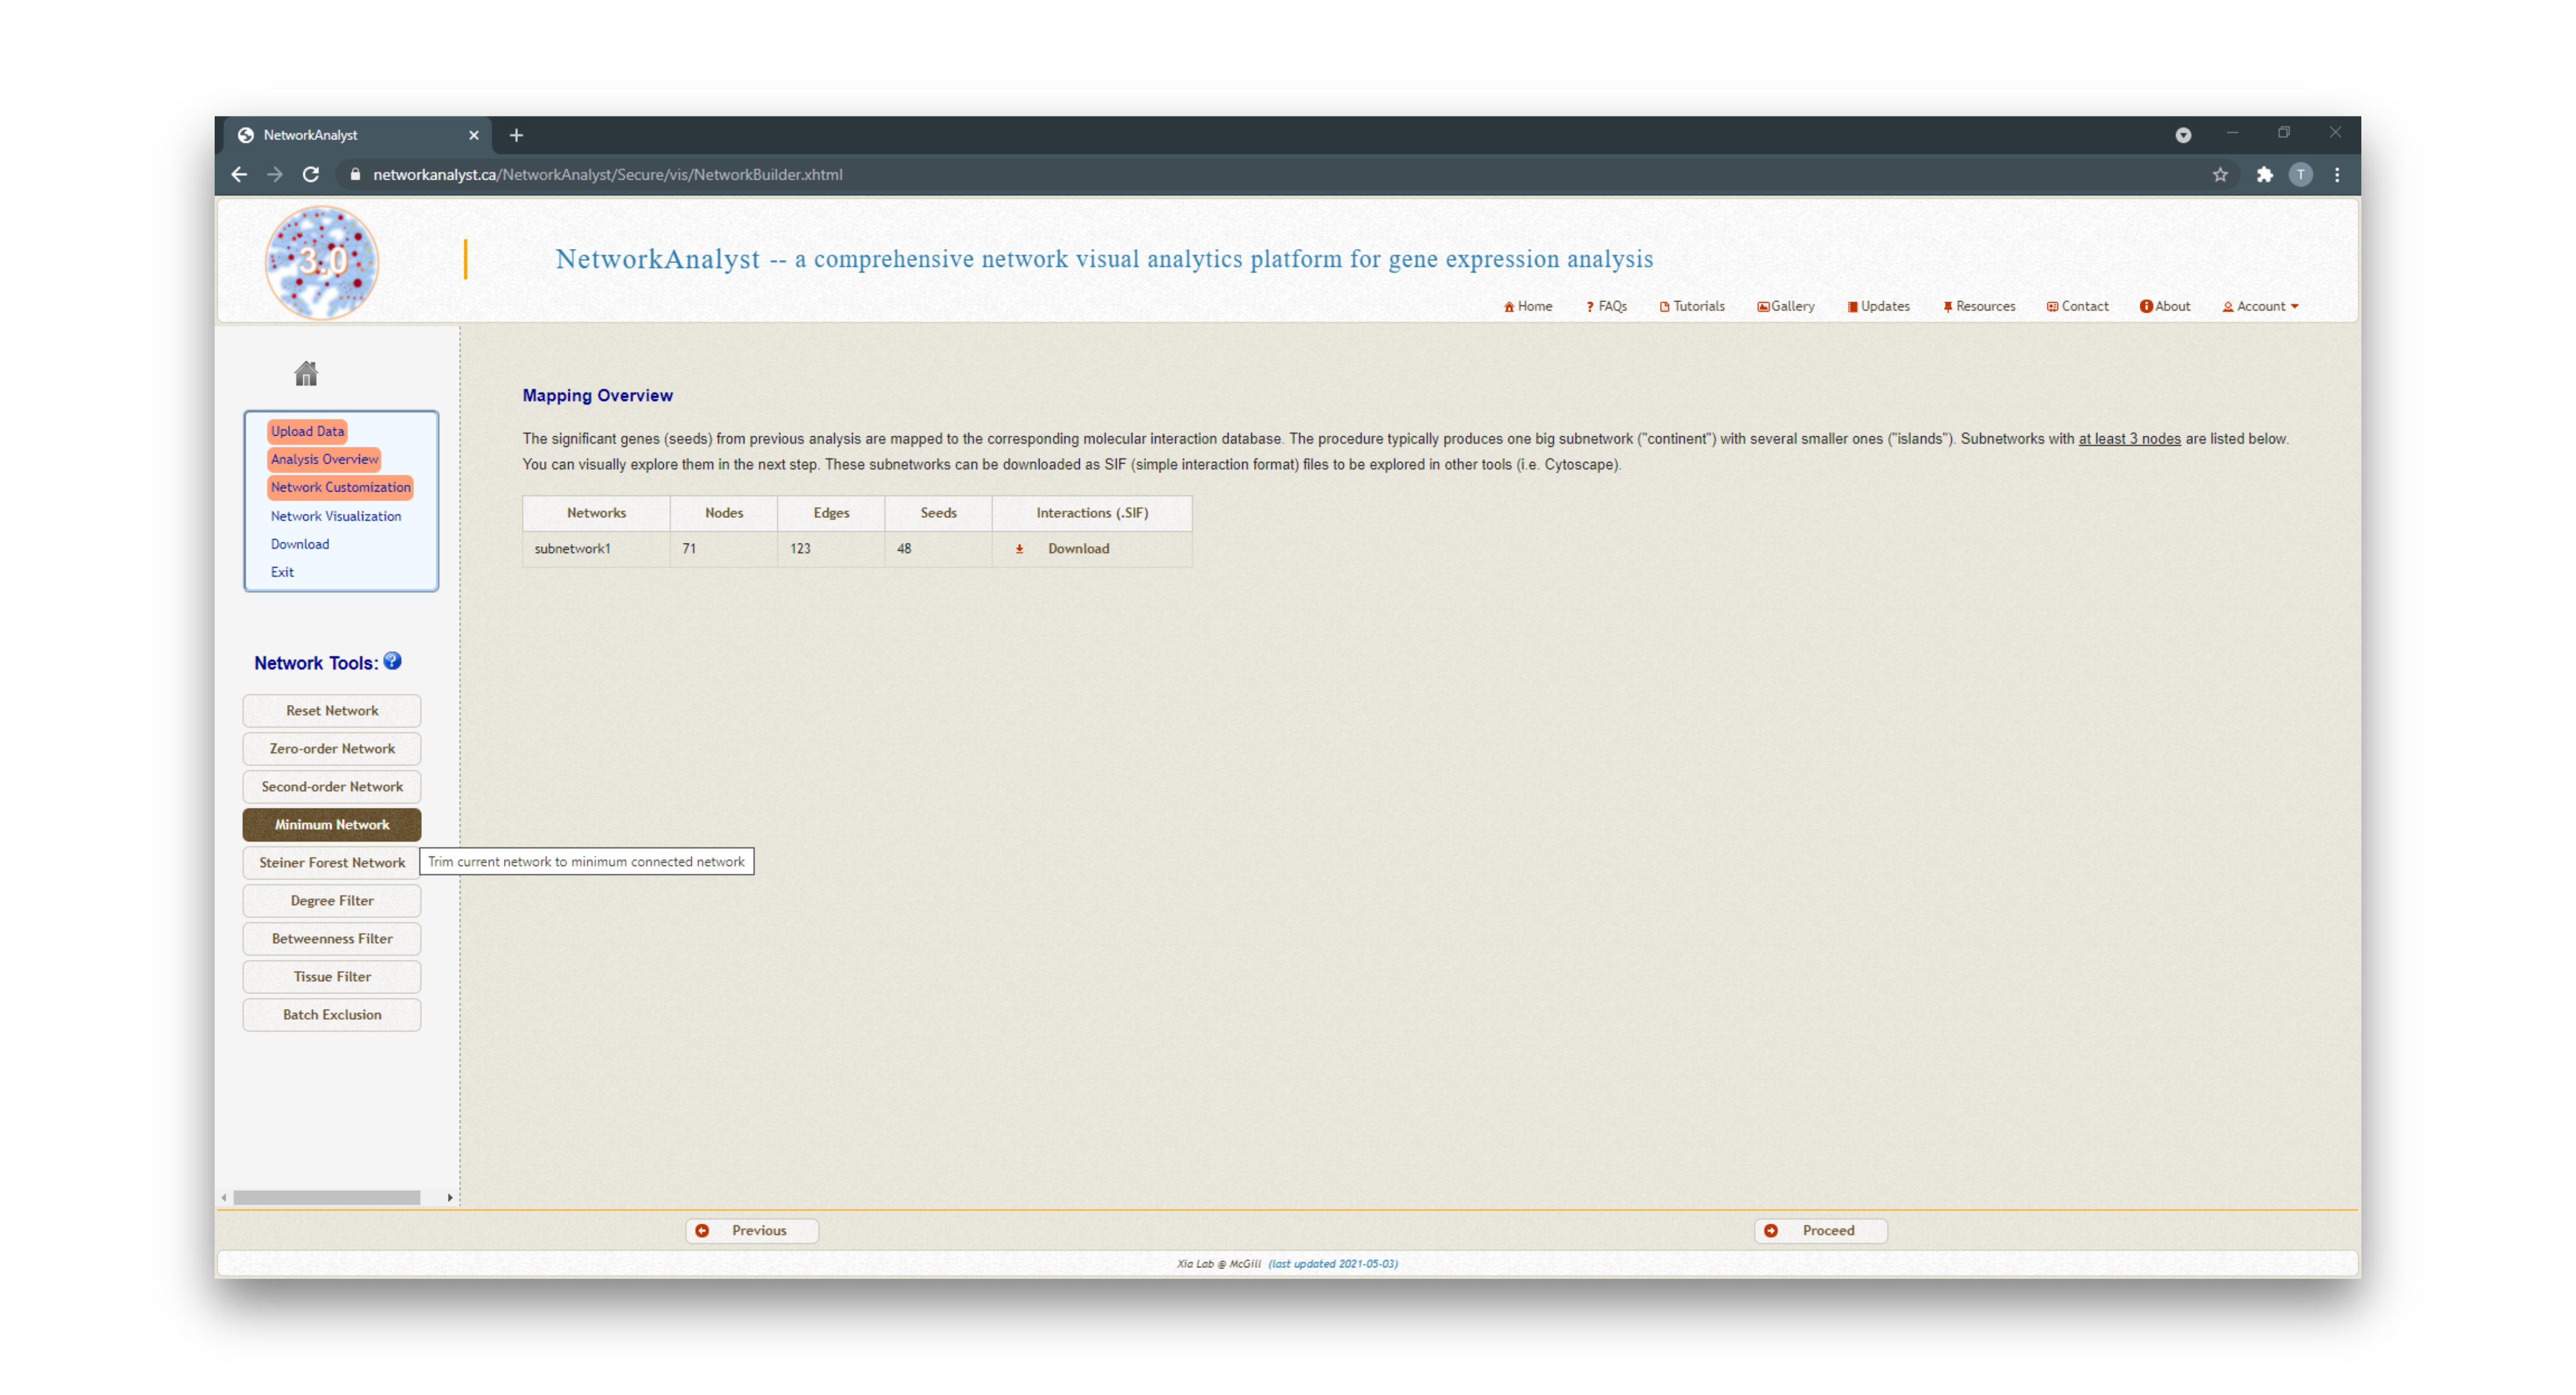 NetworkAnalyst
networkanalyst.ca/NetworkAnalyst/Secure/vis/NetworkBuilder.xhtml
T
3.0
NetworkAnalyst -- a comprehensive network visual analytics platform for gene expression analysis
Home ? FAQs Tutorials Gallery Updates Resources Contact About Account
Upload Data
Analysis Overview
Network Customization
Network Visualization
Download
Exit
Network Tools:
Reset Network
Zero-order Network
Second-order Network
Minimum Network
Steiner Forest Network
Trim current network to minimum connected network
Degree Filter
Betweenness Filter
Tissue Filter
Batch Exclusion
Mapping Overview
The significant genes (seeds) from previous analysis are mapped to the corresponding molecular interaction database. The procedure typically produces one big subnetwork ("continent") with several smaller ones ("islands"). Subnetworks with at least 3 nodes are listed below.
You can visually explore them in the next step. These subnetworks can be downloaded as SIF (simple interaction format) files to be explored in other tools (i.e. Cytoscape).
Networks Nodes Edges Seeds Interactions (.SIF)
subnetwork1 71 123 48 Download
Previous Proceed
Xia Lab @ McGill (last updated 2021-05-03)